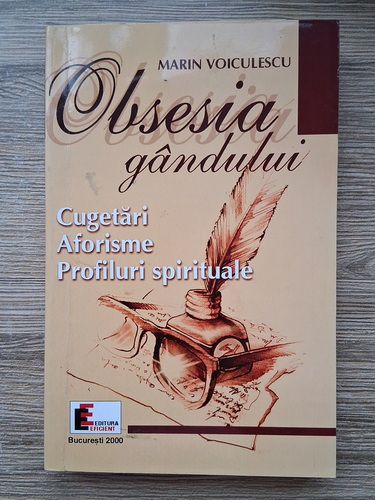 MARIN VOICULESCU
Obsesia
gândului
Cugetări
Aforisme
Profiluri spirituale
EDITURA
EFICIENT
Bucureşti 2000